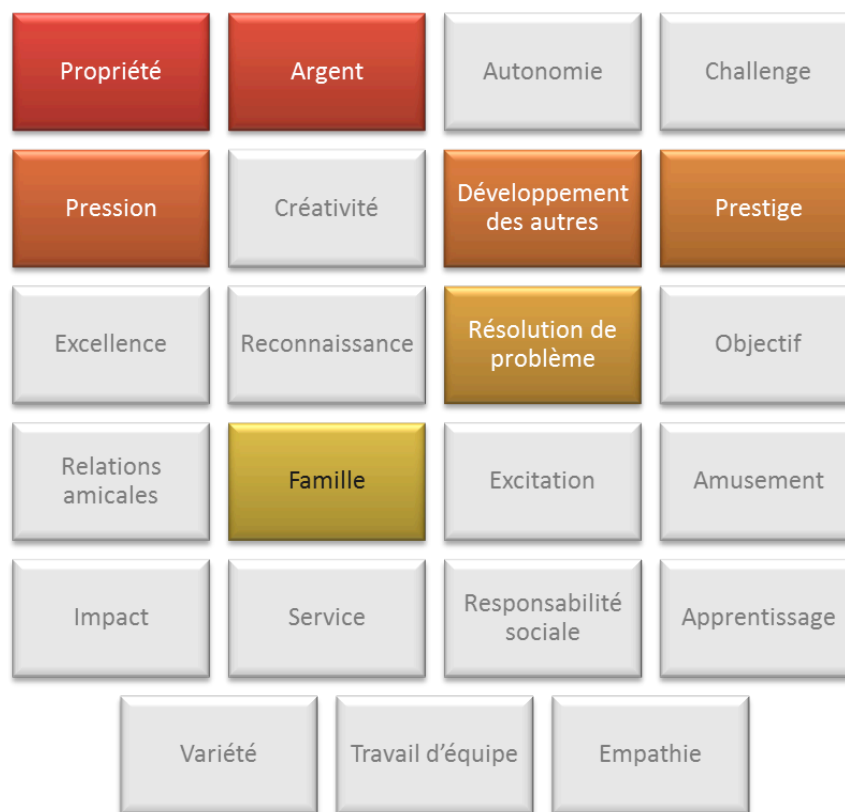 Propriété
Argent
Autonomie
Challenge
Pression
Créativité
Développement
des autres
Prestige
Excellence
Reconnaissance
Résolution de
problème
Objectif
Relations
amicales
Famille
Excitation
Amusement
Impact
Service
Responsabilité
sociale
Apprentissage
Variété
Travail d’équipe
Empathie